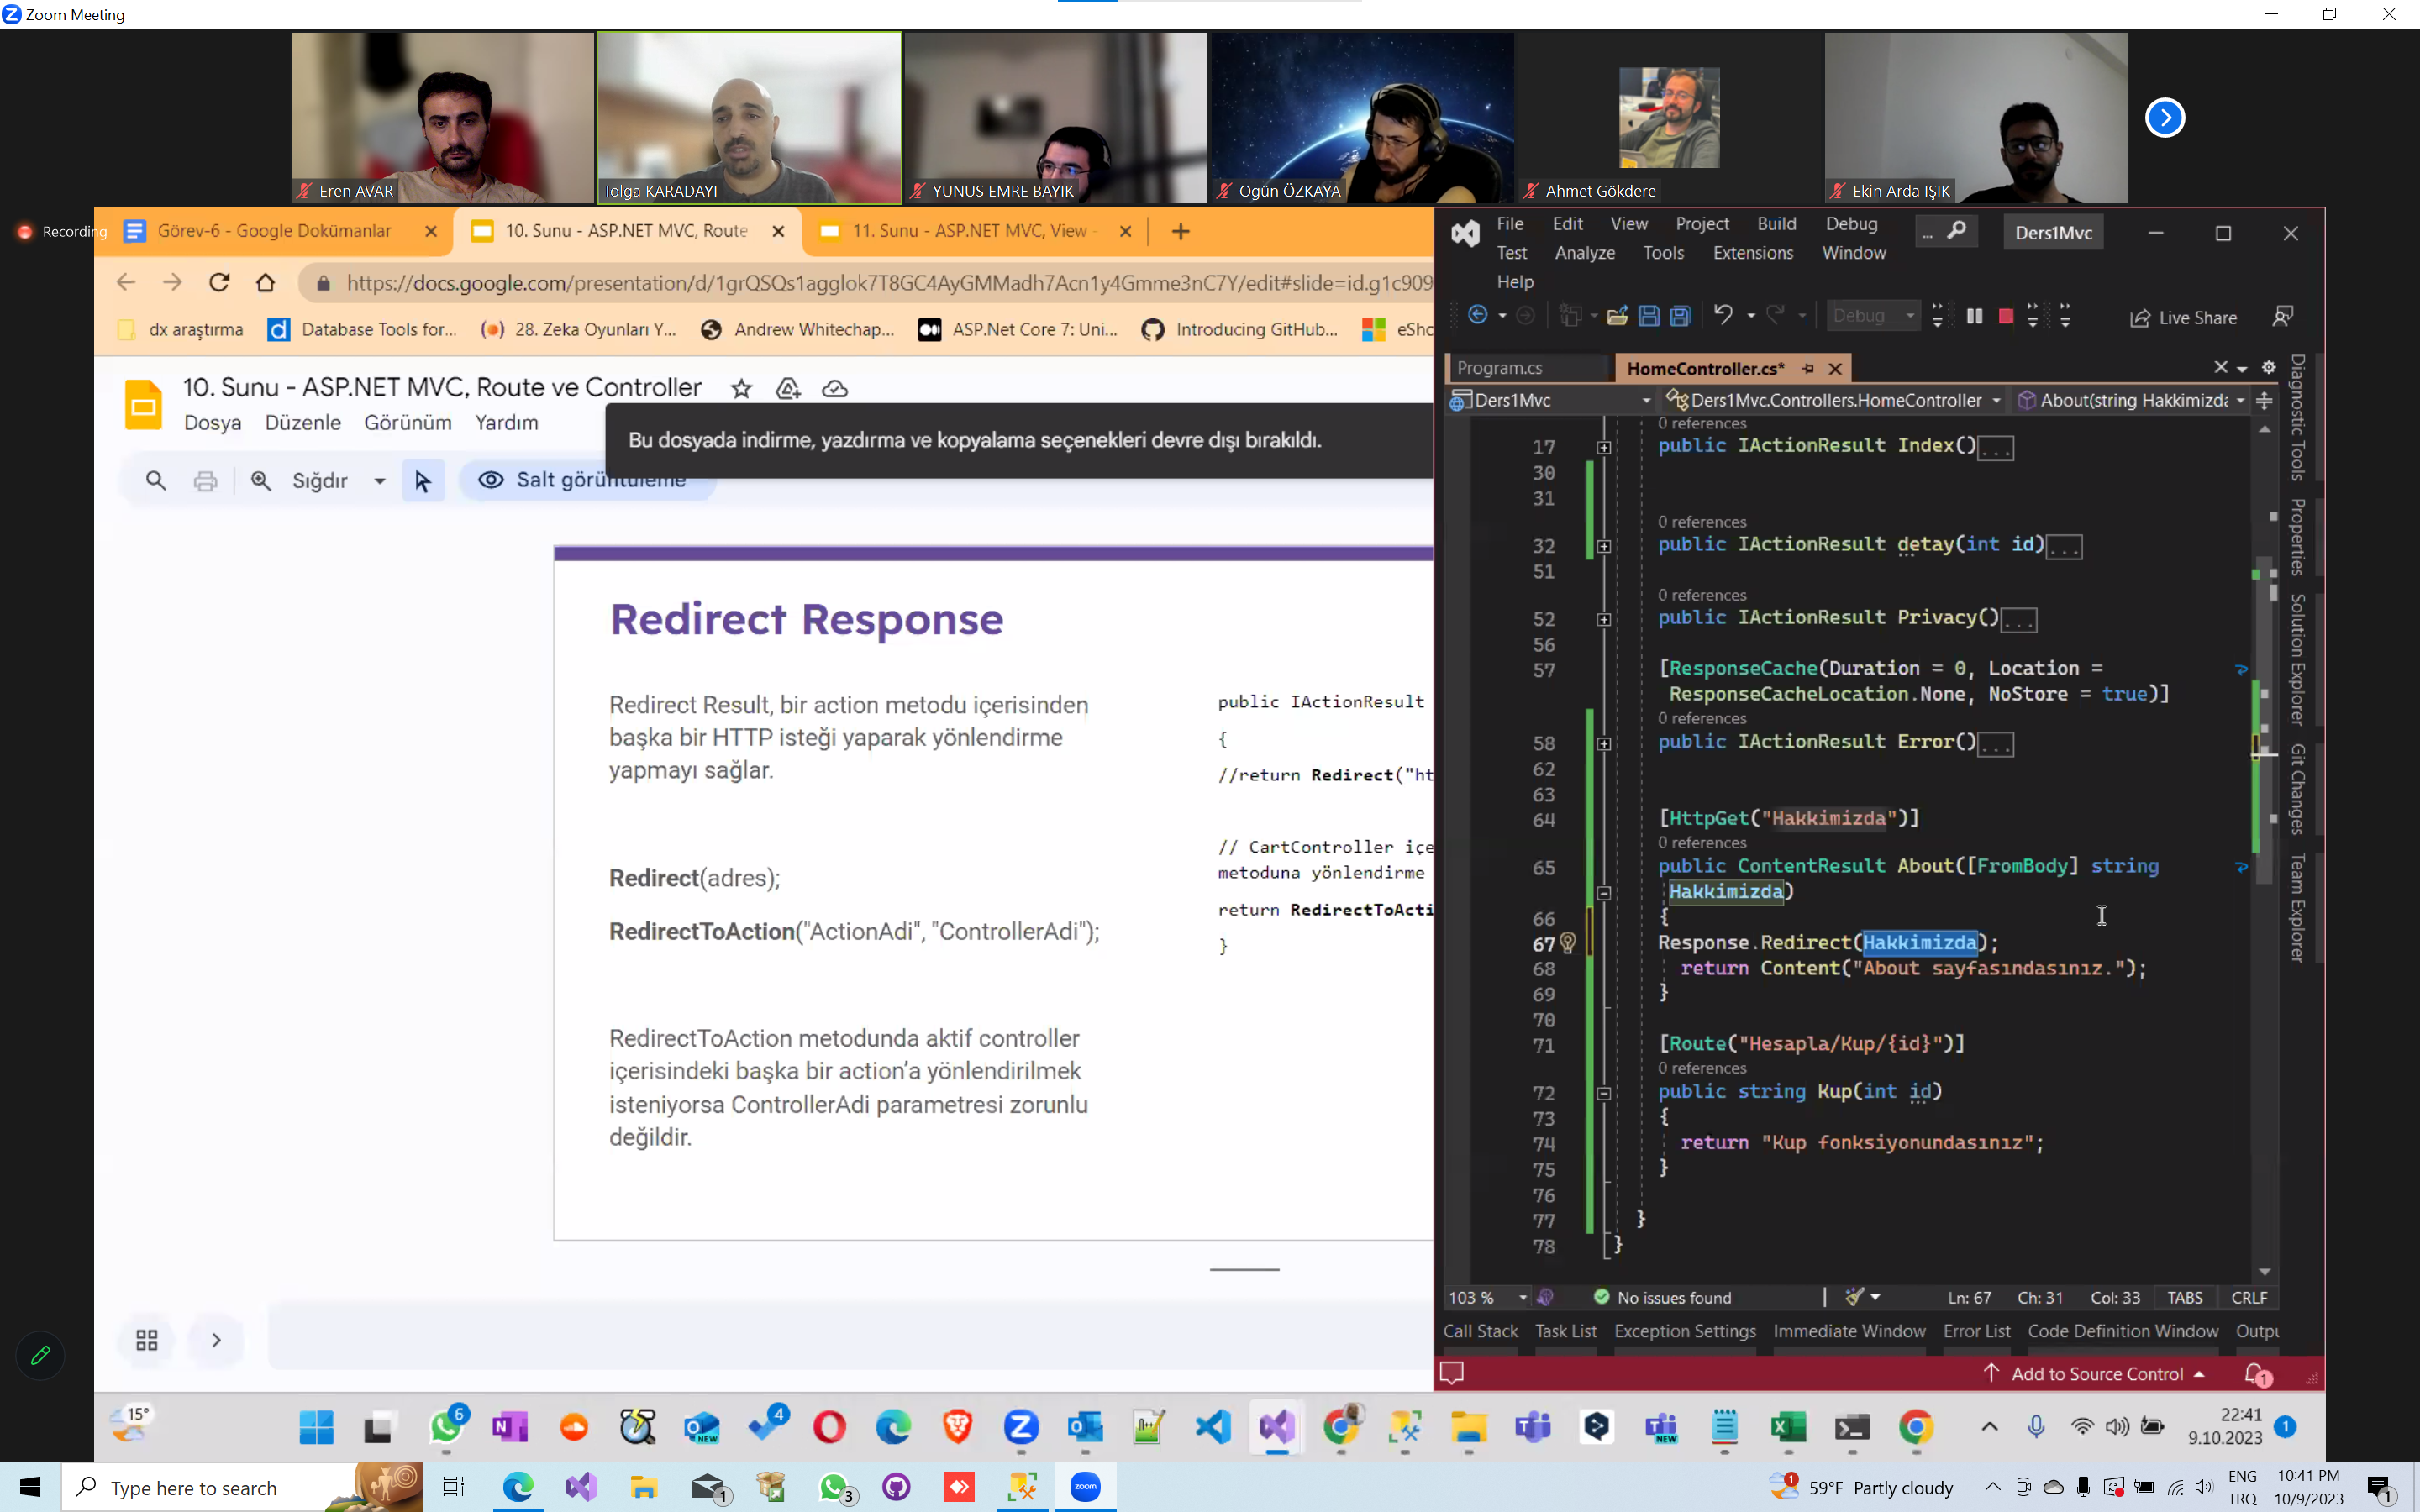 Zoom Meeting
Eren AVAR
Tolga KARADAYI
YUNUS EMRE BAYIK
Ogün ÖZKAYA
Ahmet Gökdere
Ekin Arda IŞIK
Recording
Görev-6 - Google Dokümanlar
10. Sunu - ASP.NET MVC, Route
11. Sunu - ASP.NET MVC, View -
https://docs.google.com/presentation/d/1grQSQs1agglok7T8GC4AyGMMadh7Acn1y4Gmme3nC7Y/edit#slide=id.g1c909
dx araştırma
Database Tools for...
28. Zeka Oyunları Y...
Andrew Whitechap...
ASP.Net Core 7: Uni...
Introducing GitHub...
eSho
10. Sunu - ASP.NET MVC, Route ve Controller
Dosya Düzenle Görünüm Yardım
Bu dosyada indirme, yazdırma ve kopyalama seçenekleri devre dışı bırakıldı.
Sığdır
Salt görüntüleme
Redirect Response
Redirect Result, bir action metodu içerisinden
başka bir HTTP isteği yaparak yönlendirme
yapmayı sağlar.
Redirect(adres);
RedirectToAction("ActionAdi", "ControllerAdi");
RedirectToAction metodunda aktif controller
içerisindeki başka bir action'a yönlendirilmek
isteniyorsa ControllerAdi parametresi zorunlu
değildir.
public IActionResult
{
//return Redirect("ht
// CartController içe
metoduna yönlendirme
return RedirectToActi
}
File Edit View Project Build Debug
Test Analyze Tools Extensions Window
Help
...
Ders1Mvc
Debug
Live Share
Program.cs
HomeController.cs*
Ders1Mvc
Ders1Mvc.Controllers.HomeController
About(string Hakkimizda
0 references
17 public IActionResult Index()...
30
31
0 references
32 public IActionResult detay(int id)...
51
0 references
52 public IActionResult Privacy()...
56
57 [ResponseCache(Duration = 0, Location =
ResponseCacheLocation.None, NoStore = true)]
0 references
58 public IActionResult Error()...
62
63
64 [HttpGet("Hakkimizda")]
0 references
65 public ContentResult About([FromBody] string
Hakkimizda)
66 {
67 Response.Redirect(Hakkimizda);
68 return Content("About sayfasındasınız.");
69 }
70
71 [Route("Hesapla/Kup/{id}")]
0 references
72 public string Kup(int id)
73 {
74 return "Kup fonksiyonundasınız";
75 }
76
77 }
78 }
Diagnostic Tools
Properties
Solution Explorer
Git Changes
Team Explorer
103 %
No issues found
Ln: 67 Ch: 31 Col: 33 TABS CRLF
Call Stack Task List Exception Settings Immediate Window Error List Code Definition Window Outpu
Add to Source Control
1
15°
6
NEW
4
NEW
22:41
9.10.2023
1
Type here to search
1
3
zoom
1
59°F Partly cloudy
ENG
TRQ
10:41 PM
10/9/2023
1